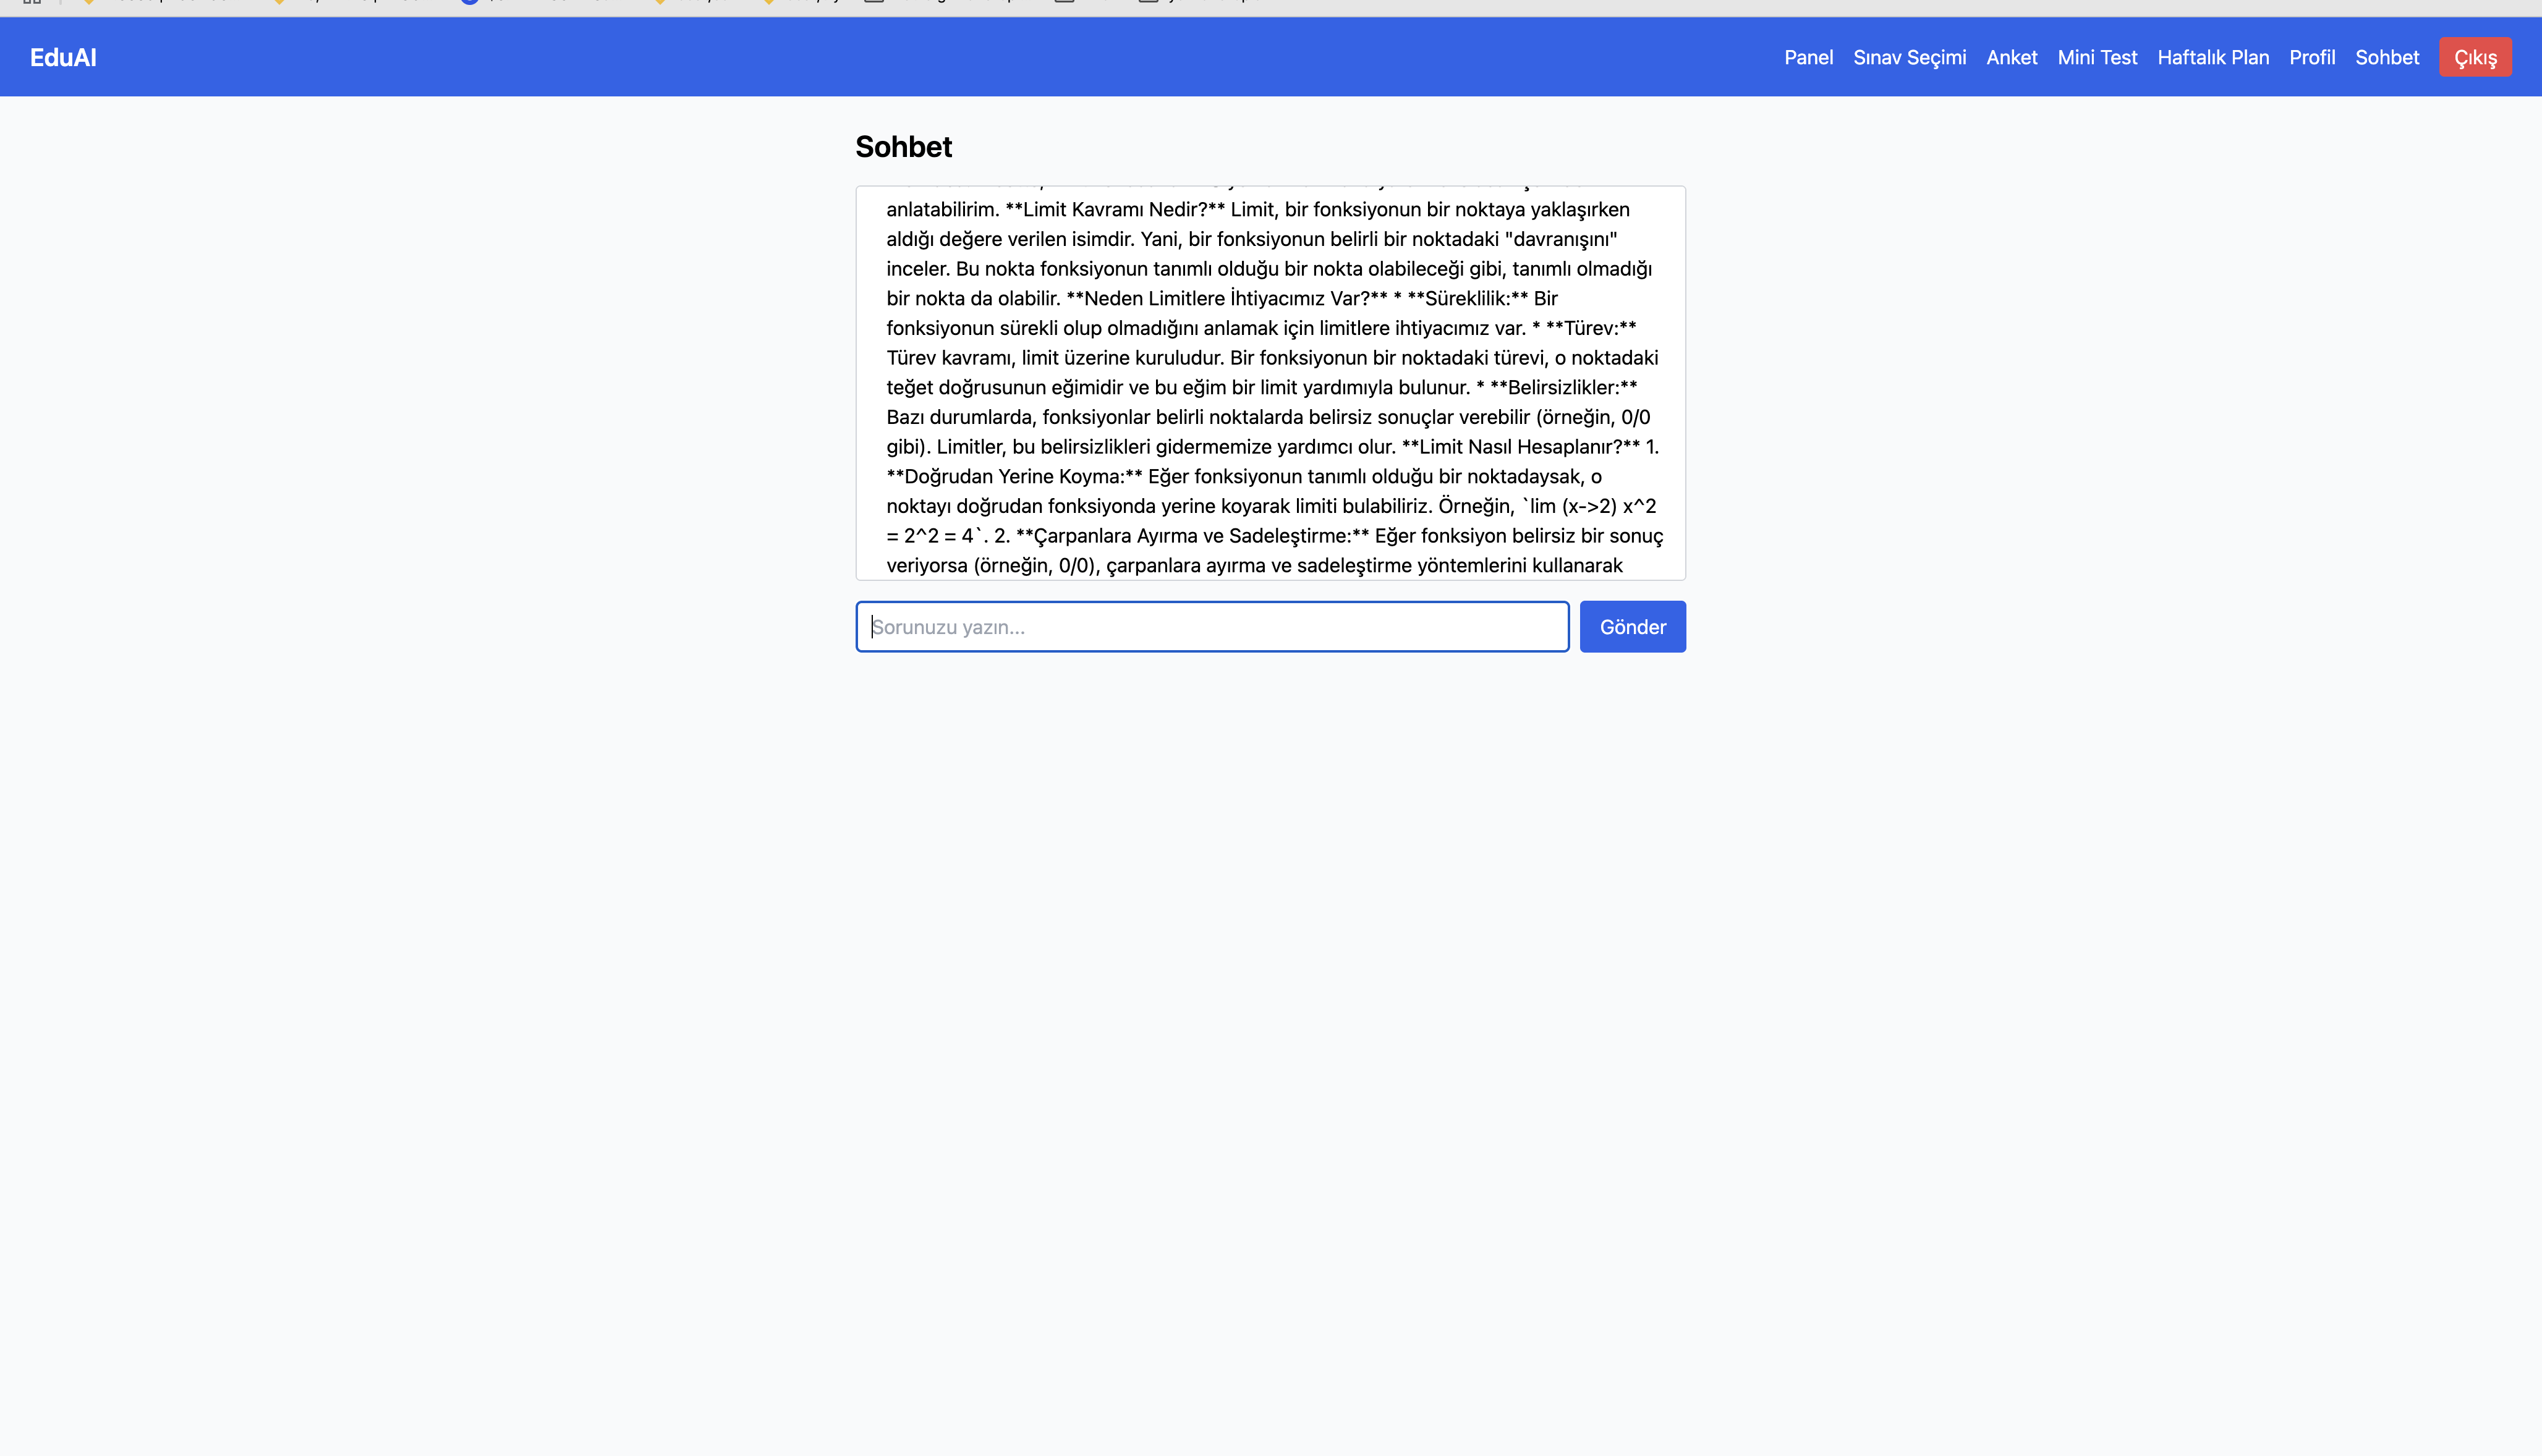 EduAI
Panel Sınav Seçimi Anket Mini Test Haftalık Plan Profil Sohbet Çıkış
Sohbet
anlatabilirim. **Limit Kavramı Nedir?** Limit, bir fonksiyonun bir noktaya yaklaşırken
aldığı değere verilen isimdir. Yani, bir fonksiyonun belirli bir noktadaki "davranışını"
inceler. Bu nokta fonksiyonun tanımlı olduğu bir nokta olabileceği gibi, tanımlı olmadığı
bir nokta da olabilir. **Neden Limitlere İhtiyacımız Var?** * **Süreklilik:** Bir
fonksiyonun sürekli olup olmadığını anlamak için limitlere ihtiyacımız var. * **Türev:**
Türev kavramı, limit üzerine kuruludur. Bir fonksiyonun bir noktadaki türevi, o noktadaki
teğet doğrusunun eğimidir ve bu eğim bir limit yardımıyla bulunur. * **Belirsizlikler:**
Bazı durumlarda, fonksiyonlar belirli noktalarda belirsiz sonuçlar verebilir (örneğin, 0/0
gibi). Limitler, bu belirsizlikleri gidermemize yardımcı olur. **Limit Nasıl Hesaplanır?** 1.
**Doğrudan Yerine Koyma:** Eğer fonksiyonun tanımlı olduğu bir noktadaysak, o
noktayı doğrudan fonksiyonda yerine koyarak limiti bulabiliriz. Örneğin, `lim (x->2) x^2
= 2^2 = 4`. 2. **Çarpanlara Ayırma ve Sadeleştirme:** Eğer fonksiyon belirsiz bir sonuç
veriyorsa (örneğin, 0/0), çarpanlara ayırma ve sadeleştirme yöntemlerini kullanarak
Sorunuzu yazın...
Gönder